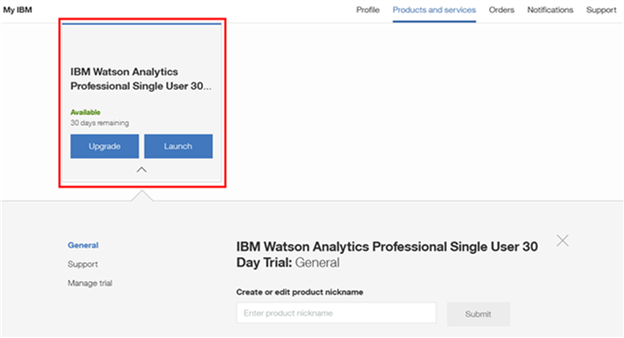 My IBM
Profile Products and services Orders Notifications Support
IBM Watson Analytics
Professional Single User 30...
Available
30 days remaining
Upgrade Launch
General
Support
Manage trial
IBM Watson Analytics Professional Single User 30
Day Trial: General
Create or edit product nickname
Enter product nickname Submit